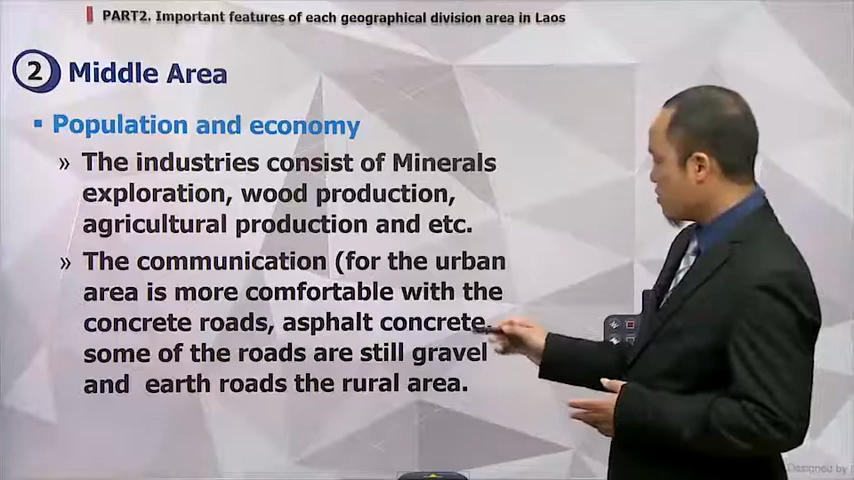 PART2. Important features of each geographical division area in Laos
2 Middle Area
▪ Population and economy
» The industries consist of Minerals
exploration, wood production,
agricultural production and etc.
» The communication (for the urban
area is more comfortable with the
concrete roads, asphalt concrete,
some of the roads are still gravel
and earth roads the rural area.
Designed by